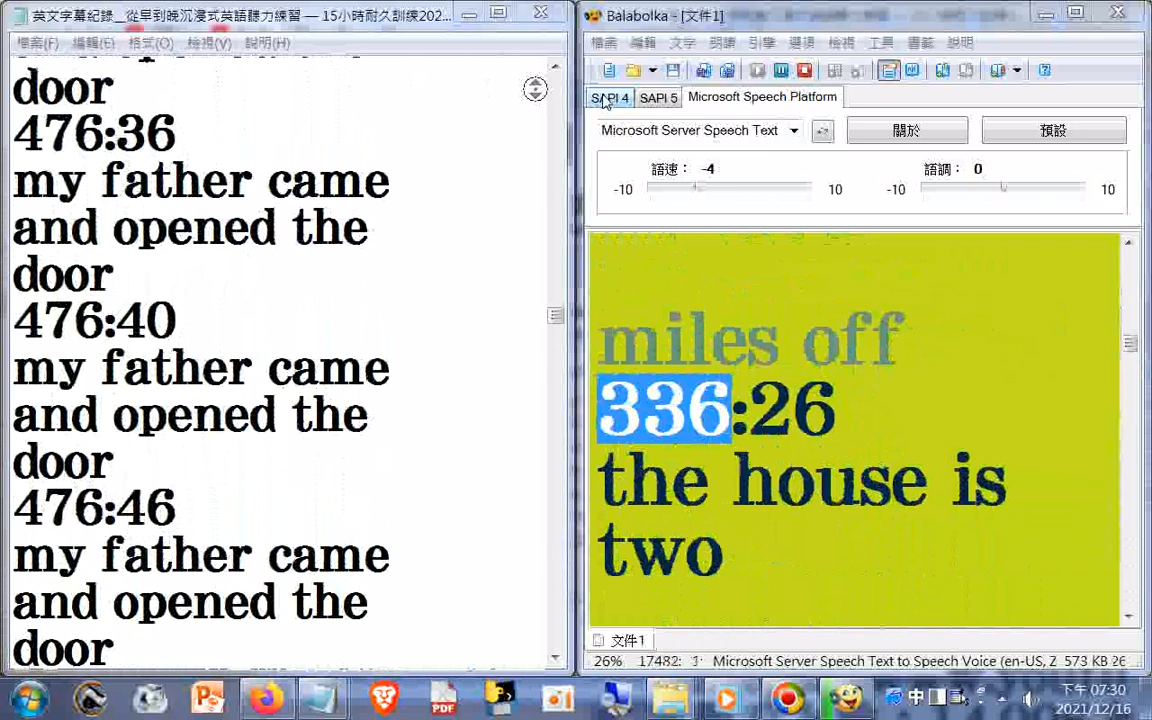 英文字幕紀錄__從早到晚沉浸式英語聽力練習 — 15小時耐久訓練202...
檔案(F) 編輯(E) 格式(O) 檢視(V) 說明(H)
door
476:36
my father came
and opened the
door
476:40
my father came
and opened the
door
476:46
my father came
and opened the
door
Balabolka - [文件1]
檔案 編輯 文字 朗讀 引擎 選項 檢視 工具 書籤 說明
SAPI 4 SAPI 5 Microsoft Speech Platform
Microsoft Server Speech Text 關於 預設
語速： -4 語調： 0
-10 10 -10 10
miles off
336:26
the house is
two
文件1
26% 17482: 1 Microsoft Server Speech Text to Speech Voice (en-US, Z 573 KB 26
PDF 中 下午 07:30
2021/12/16